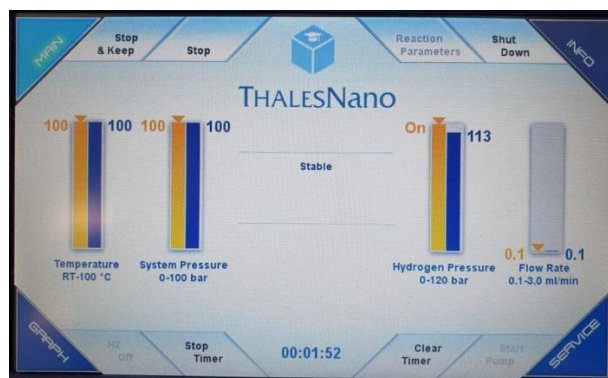 MAIN
Stop
& Keep
Stop
Reaction
Parameters
Shut
Down
INFO
THALESNano
100 100
100 100
On 113
Stable
0.1 0.1
Temperature
RT-100 °C
System Pressure
0-100 bar
Hydrogen Pressure
0-120 bar
Flow Rate
0.1-3.0 ml/min
GRAPH
H2
Off
Stop
Timer
00:01:52
Clear
Timer
Start
Pump
SERVICE